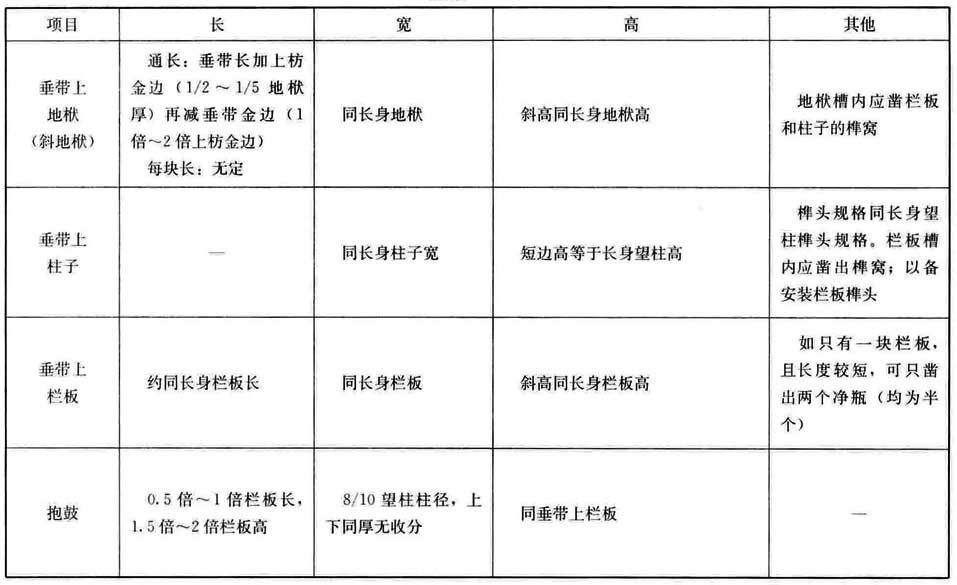 项目 长 宽 高 其他
垂带上
地栿
(斜地栿)
通长：垂带长加上枋
金边（1/2～1/5 地栿
厚）再减垂带金边（1
倍～2倍上枋金边）
每块长：无定
同长身地栿
斜高同长身地栿高
地栿槽内应凿栏板
和柱子的榫窝
垂带上
柱子
—
同长身柱子宽
短边高等于长身望柱高
榫头规格同长身望
柱榫头规格。栏板槽
内应凿出榫窝；以备
安装栏板榫头
垂带上
栏板
约同长身栏板长
同长身栏板
斜高同长身栏板高
如只有一块栏板，
且长度较短，可只凿
出两个净瓶（均为半
个）
抱鼓
0.5倍～1倍栏板长，
1.5倍～2倍栏板高
8/10望柱柱径，上
下同厚无收分
同垂带上栏板
—